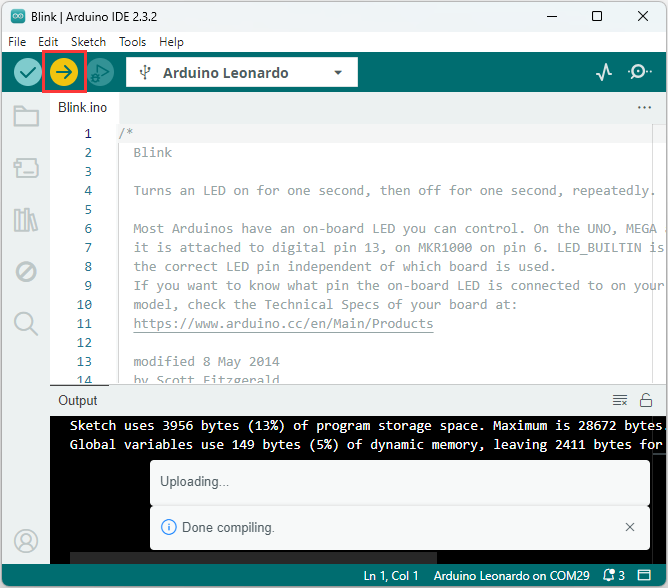 Blink | Arduino IDE 2.3.2
File Edit Sketch Tools Help
Arduino Leonardo
Blink.ino
1 /*
2 Blink
3
4 Turns an LED on for one second, then off for one second, repeatedly.
5
6 Most Arduinos have an on-board LED you can control. On the UNO, MEGA
7 it is attached to digital pin 13, on MKR1000 on pin 6. LED_BUILTIN is
8 the correct LED pin independent of which board is used.
9 If you want to know what pin the on-board LED is connected to on your
10 model, check the Technical Specs of your board at:
11 https://www.arduino.cc/en/Main/Products
12
13 modified 8 May 2014
14 by Scott Fitzgerald
Output
Sketch uses 3956 bytes (13%) of program storage space. Maximum is 28672 bytes.
Global variables use 149 bytes (5%) of dynamic memory, leaving 2411 bytes for
Uploading...
Done compiling.
Ln 1, Col 1 Arduino Leonardo on COM29 3